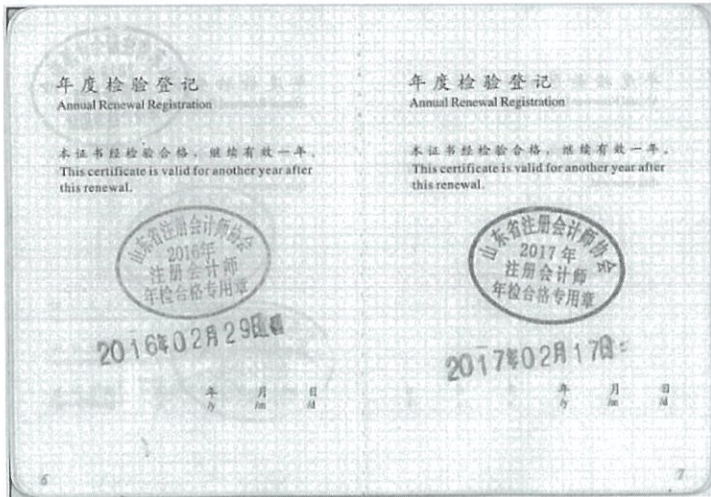 年度检验登记
Annual Renewal Registration
本证书经检验合格，继续有效一年。
This certificate is valid for another year after
this renewal.
山东省注册会计师协会
2016年
注册会计师
年检合格专用章
2016年02月29日
年 月 日
/y /m /d
6
年度检验登记
Annual Renewal Registration
本证书经检验合格，继续有效一年。
This certificate is valid for another year after
this renewal.
山东省注册会计师协会
2017年
注册会计师
年检合格专用章
2017年02月17日
年 月 日
/y /m /d
7